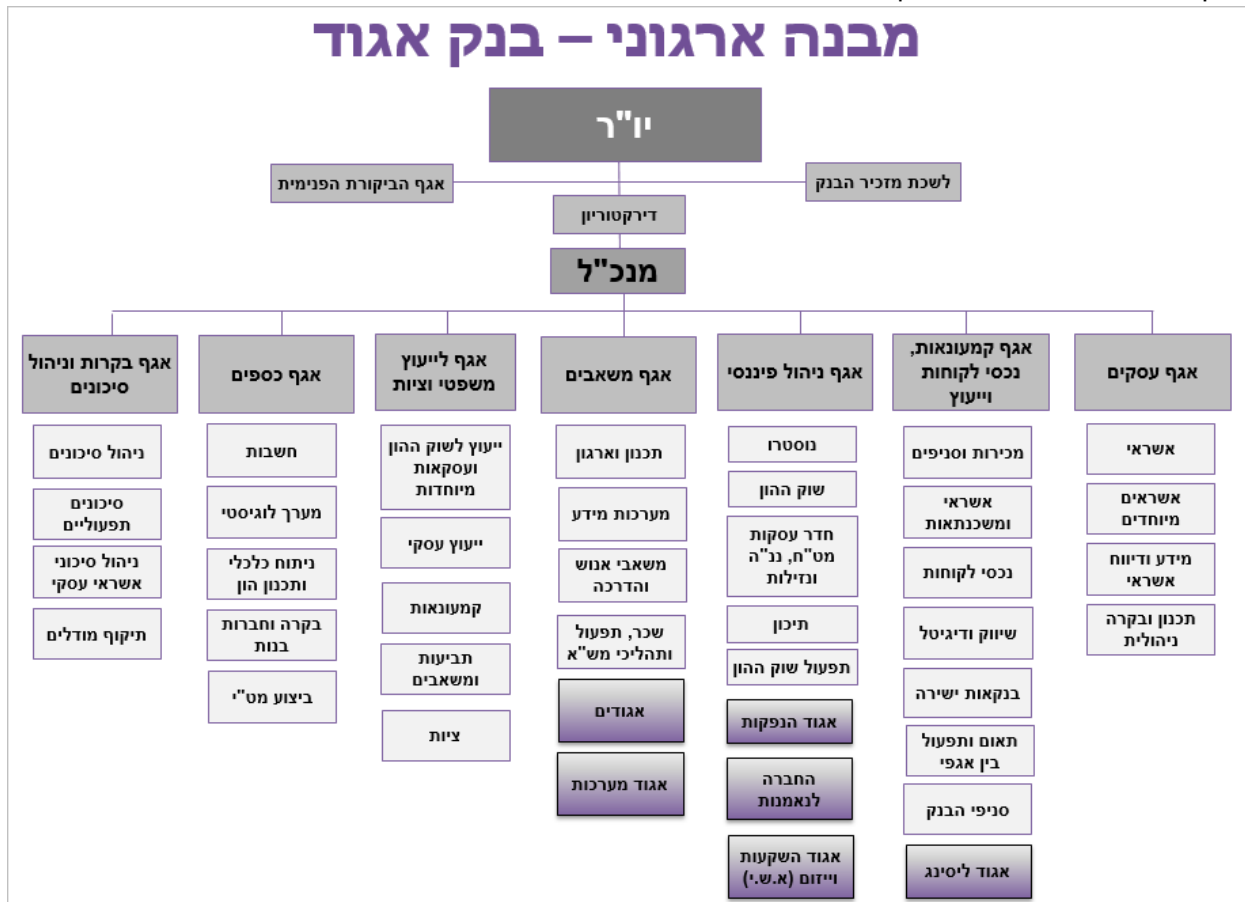 מבנה ארגוני – בנק אגוד
יו"ר
לשכת מזכיר הבנק
אגף הביקורת הפנימית
דירקטוריון
מנכ"ל
אגף עסקים
אשראי
אשראים
מיוחדים
מידע ודיווח
אשראי
תכנון ובקרה
ניהולית
אגף קמעונאות,
נכסי לקוחות
וייעוץ
מכירות וסניפים
אשראי
ומשכנתאות
נכסי לקוחות
שיווק ודיגיטל
בנקאות ישירה
תאום ותפעול
בין אגפי
סניפי הבנק
אגוד ליסינג
אגף ניהול פיננסי
נוסטרו
שוק ההון
חדר עסקות
מט"ח, ננ"ה
ונזילות
תיכון
תפעול שוק ההון
אגוד הנפקות
החברה
לנאמנות
אגוד השקעות
וייזום (א.ש.י)
אגף משאבים
תכנון וארגון
מערכות מידע
משאבי אנוש
והדרכה
שכר, תפעול
ותהליכי מש"א
אגודים
אגוד מערכות
אגף לייעוץ
משפטי וציות
ייעוץ לשוק ההון
ועסקאות
מיוחדות
ייעוץ עסקי
קמעונאות
תביעות
ומשאבים
ציות
אגף כספים
חשבות
מערך לוגיסטי
ניתוח כלכלי
ותכנון הון
בקרה וחברות
בנות
ביצוע מט"י
אגף בקרות וניהול
סיכונים
ניהול סיכונים
סיכונים
תפעוליים
ניהול סיכוני
אשראי עסקי
תיקוף מודלים